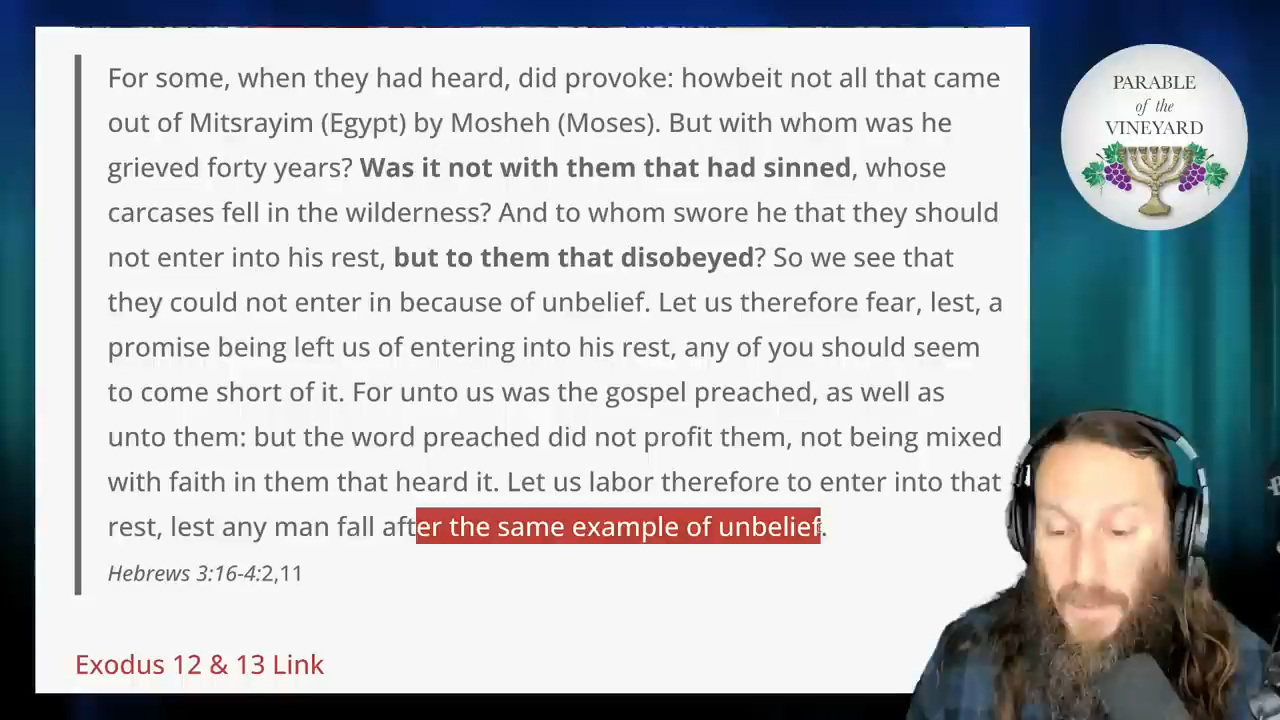 For some, when they had heard, did provoke: howbeit not all that came
out of Mitsrayim (Egypt) by Mosheh (Moses). But with whom was he
grieved forty years? Was it not with them that had sinned, whose
carcases fell in the wilderness? And to whom swore he that they should
not enter into his rest, but to them that disobeyed? So we see that
they could not enter in because of unbelief. Let us therefore fear, lest, a
promise being left us of entering into his rest, any of you should seem
to come short of it. For unto us was the gospel preached, as well as
unto them: but the word preached did not profit them, not being mixed
with faith in them that heard it. Let us labor therefore to enter into that
rest, lest any man fall after the same example of unbelief.
Hebrews 3:16-4:2,11
Exodus 12 & 13 Link
PARABLE
of the
VINEYARD